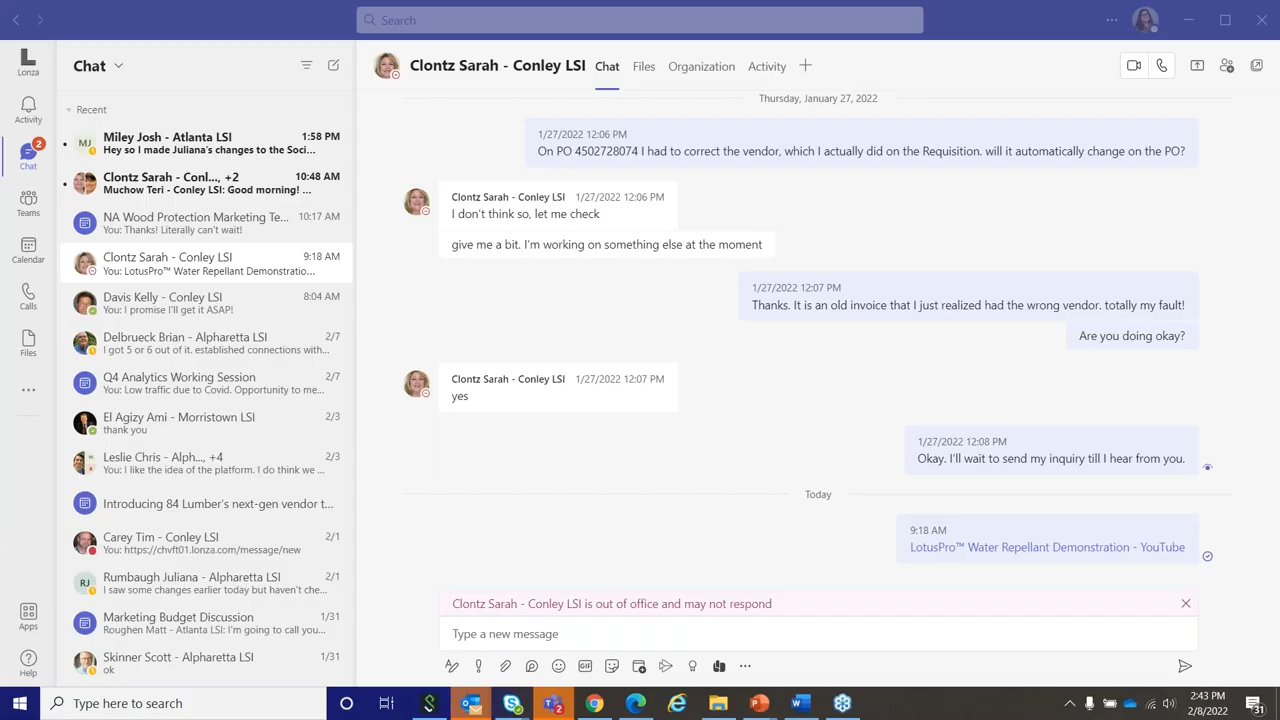 Search
Lonza
Activity
2
Chat
Teams
Calendar
Calls
Files
Apps
Help
Chat
Recent
MJ
Miley Josh - Atlanta LSI 1:58 PM
Hey so I made Juliana's changes to the Soci...
Clontz Sarah - Conl..., +2 10:48 AM
Muchow Teri - Conley LSI: Good morning! ...
NA Wood Protection Marketing Te... 10:17 AM
You: Thanks! Literally can't wait!
Clontz Sarah - Conley LSI 9:18 AM
You: LotusPro™ Water Repellant Demonstratio...
Davis Kelly - Conley LSI 8:04 AM
You: I promise I'll get it ASAP!
Delbrueck Brian - Alpharetta LSI 2/7
I got 5 or 6 out of it. established connections with...
Q4 Analytics Working Session 2/7
You: Low traffic due to Covid. Opportunity to me...
El Agizy Ami - Morristown LSI 2/3
thank you
Leslie Chris - Alph..., +4 2/3
You: I like the idea of the platform. I do think we ...
Introducing 84 Lumber's next-gen vendor t...
Carey Tim - Conley LSI 2/1
You: https://chvft01.lonza.com/message/new
RJ
Rumbaugh Juliana - Alpharetta LSI 2/1
I saw some changes earlier today but haven't che...
Marketing Budget Discussion 1/31
Roughen Matt - Atlanta LSI: I'm going to call you...
Skinner Scott - Alpharetta LSI 1/31
ok
Clontz Sarah - Conley LSI Chat Files Organization Activity
Thursday, January 27, 2022
1/27/2022 12:06 PM
On PO 4502728074 I had to correct the vendor, which I actually did on the Requisition. will it automatically change on the PO?
Clontz Sarah - Conley LSI 1/27/2022 12:06 PM
I don't think so, let me check
give me a bit. I'm working on something else at the moment
1/27/2022 12:07 PM
Thanks. It is an old invoice that I just realized had the wrong vendor. totally my fault!
Are you doing okay?
Clontz Sarah - Conley LSI 1/27/2022 12:07 PM
yes
1/27/2022 12:08 PM
Okay. I'll wait to send my inquiry till I hear from you.
Today
9:18 AM
LotusPro™ Water Repellant Demonstration - YouTube
Clontz Sarah - Conley LSI is out of office and may not respond
Type a new message
GIF
Type here to search
2
2:43 PM
2/8/2022
31